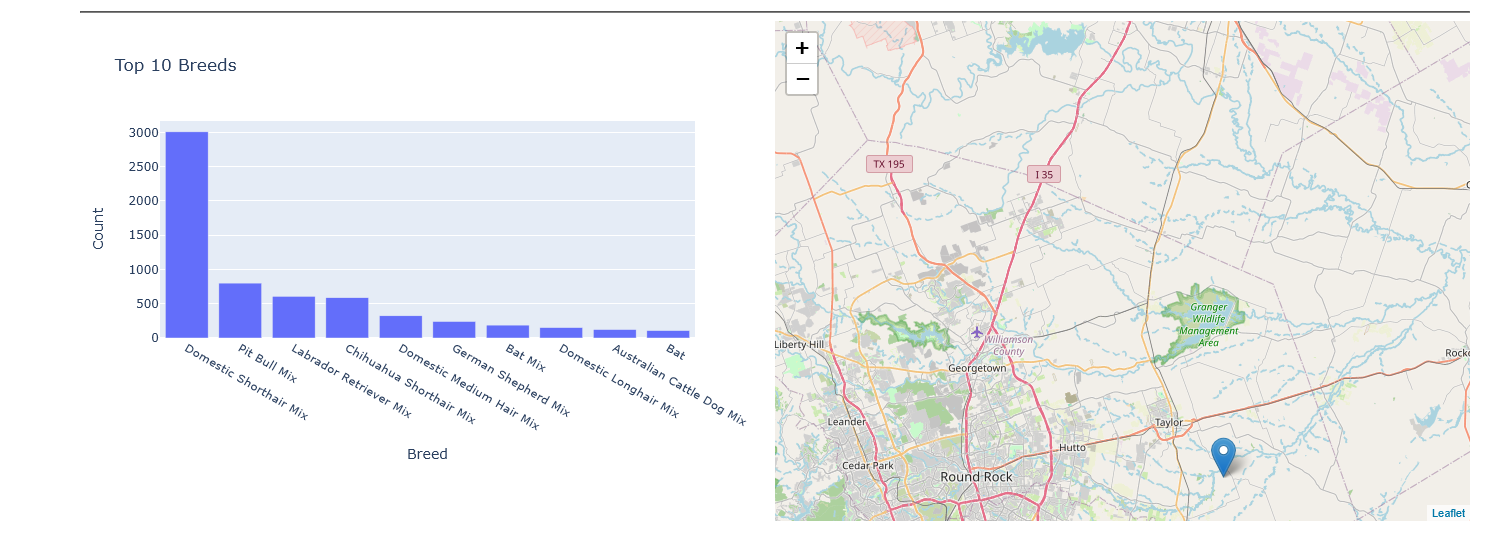 Top 10 Breeds
3000
2500
2000
1500
1000
500
0
Count
Domestic Shorthair Mix
Pit Bull Mix
Labrador Retriever Mix
Chihuahua Shorthair Mix
Domestic Medium Hair Mix
German Shepherd Mix
Bat Mix
Domestic Longhair Mix
Australian Cattle Dog Mix
Bat
Breed
+
−
TX 195
I 35
Granger
Wildlife
Management
Area
Williamson
County
Liberty Hill
Georgetown
Leander
Taylor
Hutto
Cedar Park
Round Rock
Leaflet